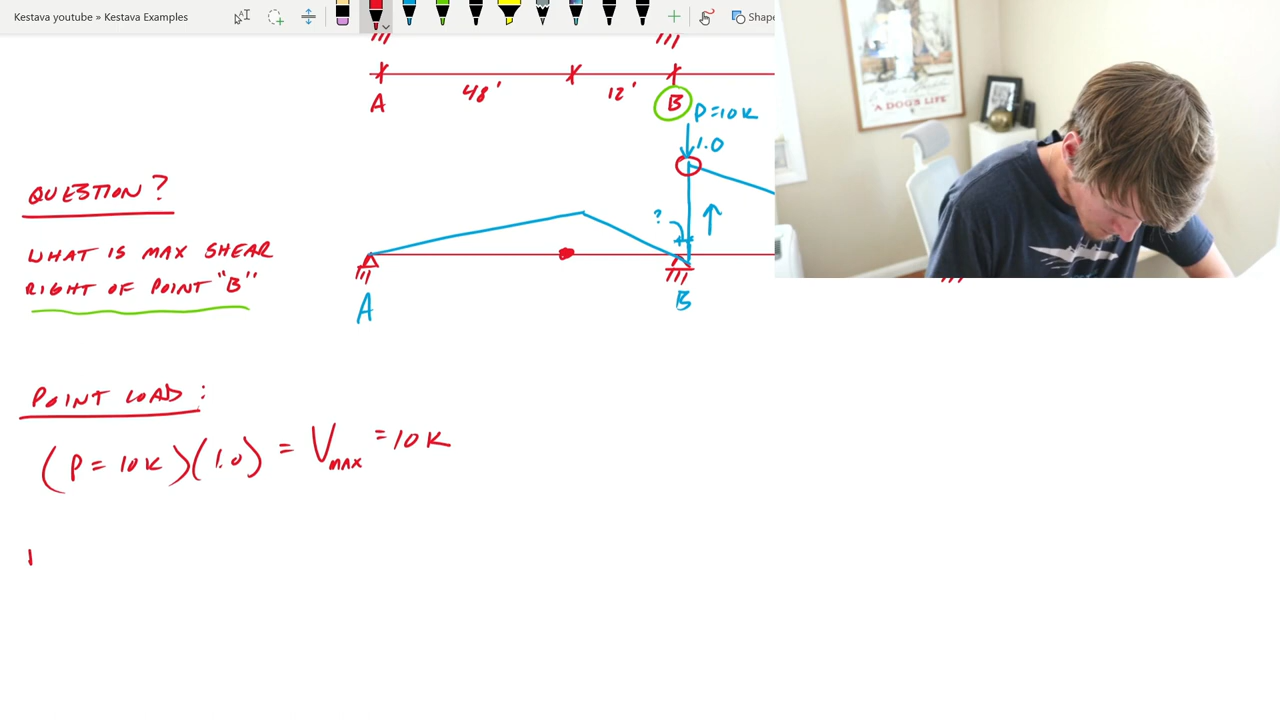 Kestava youtube » Kestava Examples
Shape
A DOG'S LIFE
48'
12'
A
B
P=10K
1.0
QUESTION?
?
WHAT IS MAX SHEAR
RIGHT OF POINT "B"
A
B
POINT LOAD:
(P=10K)(1.0) = VMAX = 10K